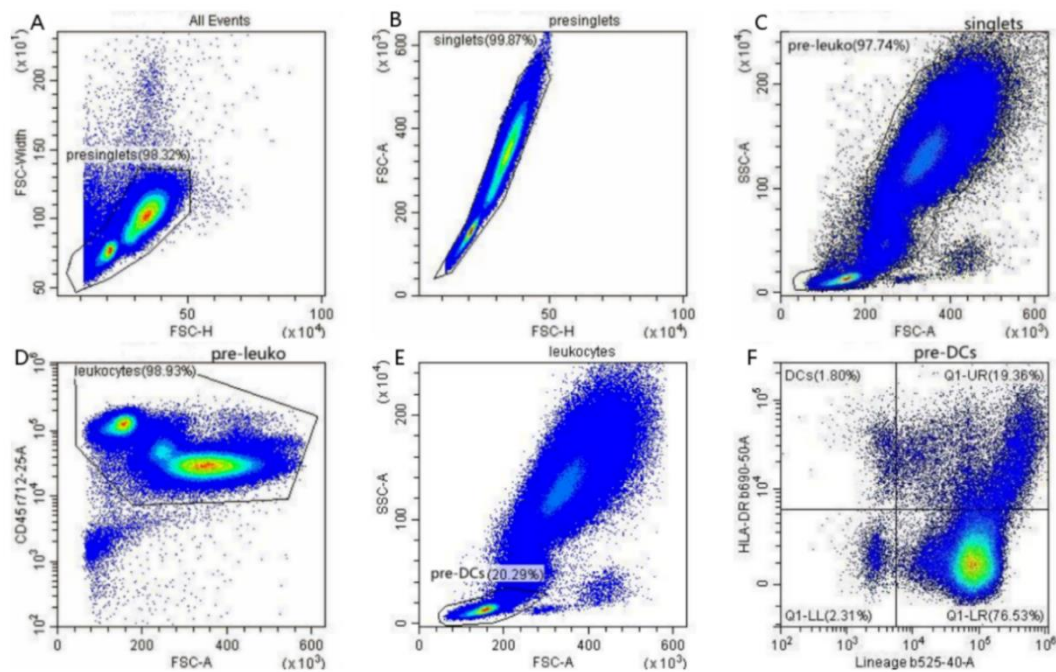 A
All Events
FSC-Width
(x10¹)
200
150
100
50
presinglets(98.32%)
50
100
FSC-H
(x10⁴)
B
presinglets
FSC-A
(x10³)
600
400
200
0
singlets(99.87%)
0
50
100
FSC-H
(x10⁴)
C
singlets
SSC-A
(x10⁴)
200
100
0
pre-leuko(97.74%)
0
200
400
600
FSC-A
(x10³)
D
pre-leuko
CD45 r712-25A
10⁶
10⁵
10⁴
10³
10²
leukocytes(98.93%)
0
200
400
600
FSC-A
(x10³)
E
leukocytes
SSC-A
(x10⁴)
200
100
0
pre-DCs(20.29%)
0
200
400
600
FSC-A
(x10³)
F
pre-DCs
HLA-DR b690-50-A
10⁵
10⁴
0
DCs(1.80%)
Q1-UR(19.36%)
Q1-LL(2.31%)
Q1-LR(76.53%)
10²
10³
10⁴
10⁵
10⁶
Lineage b525-40-A